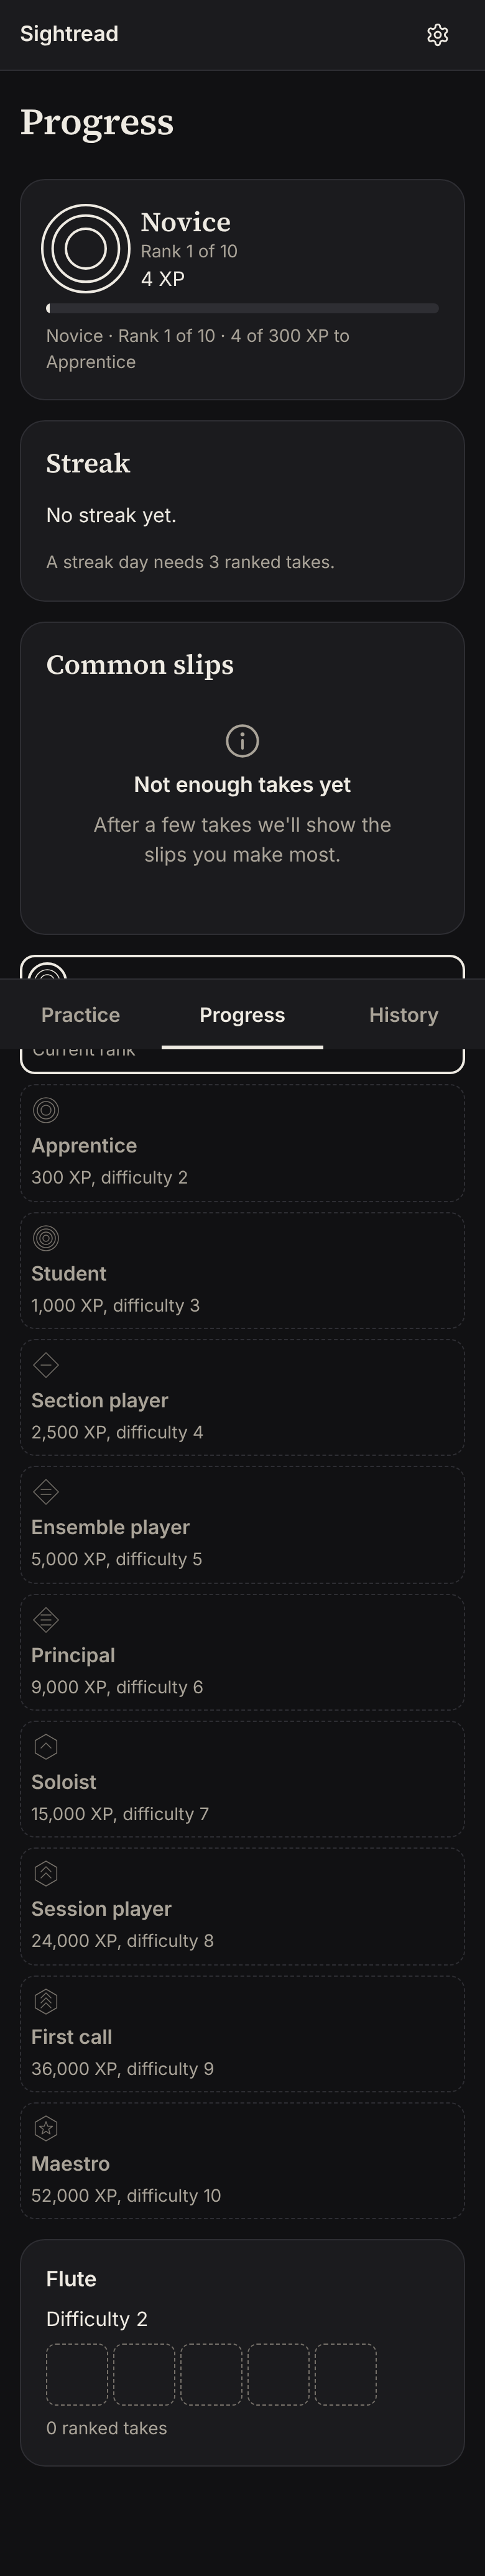 Sightread
Progress
Novice
Rank 1 of 10
4 XP
Novice · Rank 1 of 10 · 4 of 300 XP to
Apprentice
Streak
No streak yet.
A streak day needs 3 ranked takes.
Common slips
Not enough takes yet
After a few takes we'll show the
slips you make most.
Practice
Progress
History
Current rank
Apprentice
300 XP, difficulty 2
Student
1,000 XP, difficulty 3
Section player
2,500 XP, difficulty 4
Ensemble player
5,000 XP, difficulty 5
Principal
9,000 XP, difficulty 6
Soloist
15,000 XP, difficulty 7
Session player
24,000 XP, difficulty 8
First call
36,000 XP, difficulty 9
Maestro
52,000 XP, difficulty 10
Flute
Difficulty 2
0 ranked takes